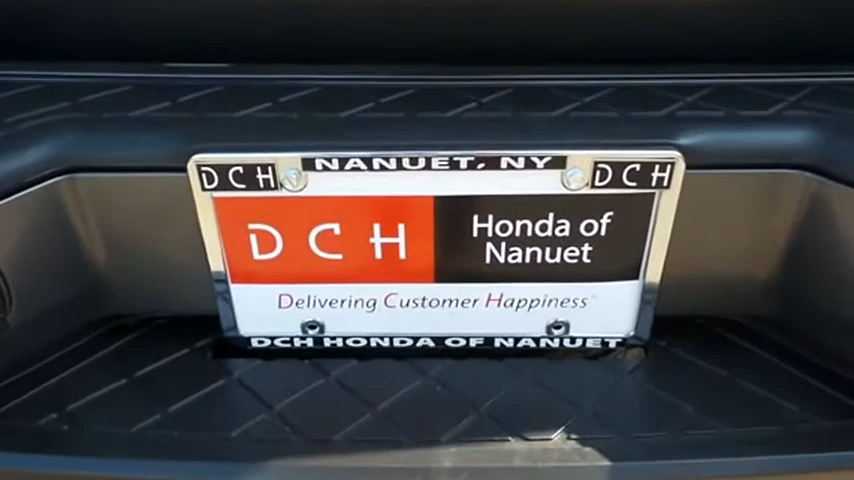 NANUET, NY
DCH DCH
DCH Honda of
Nanuet
Delivering Customer Happiness
DCH HONDA OF NANUET